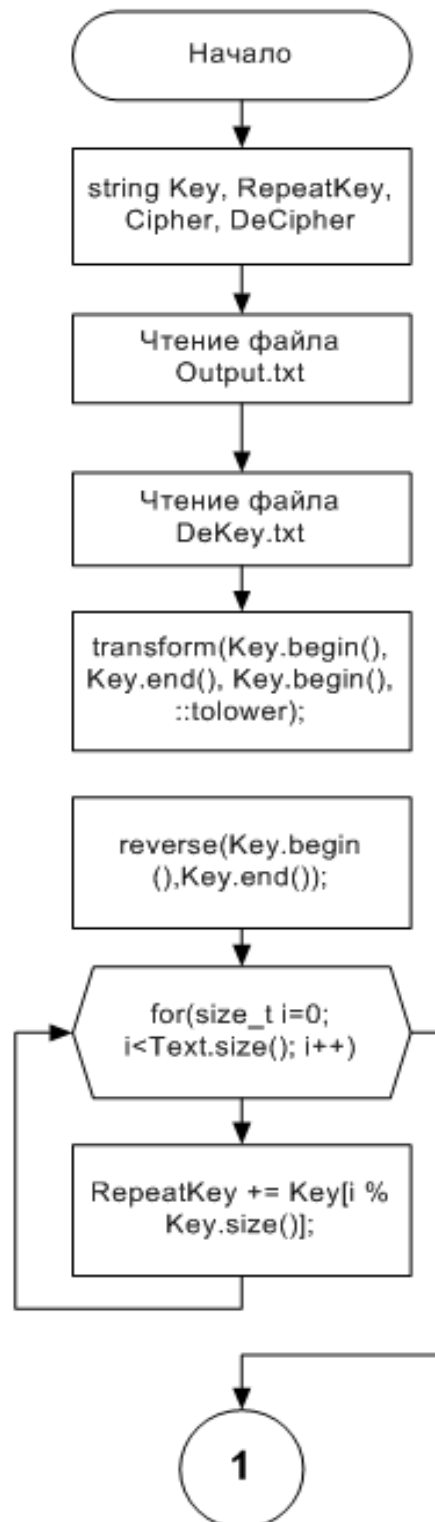 Начало
string Key, RepeatKey,
Cipher, DeCipher
Чтение файла
Output.txt
Чтение файла
DeKey.txt
transform(Key.begin(),
Key.end(), Key.begin(),
::tolower);
reverse(Key.begin
(),Key.end());
for(size_t i=0;
i<Text.size(); i++)
RepeatKey += Key[i %
Key.size()];
1